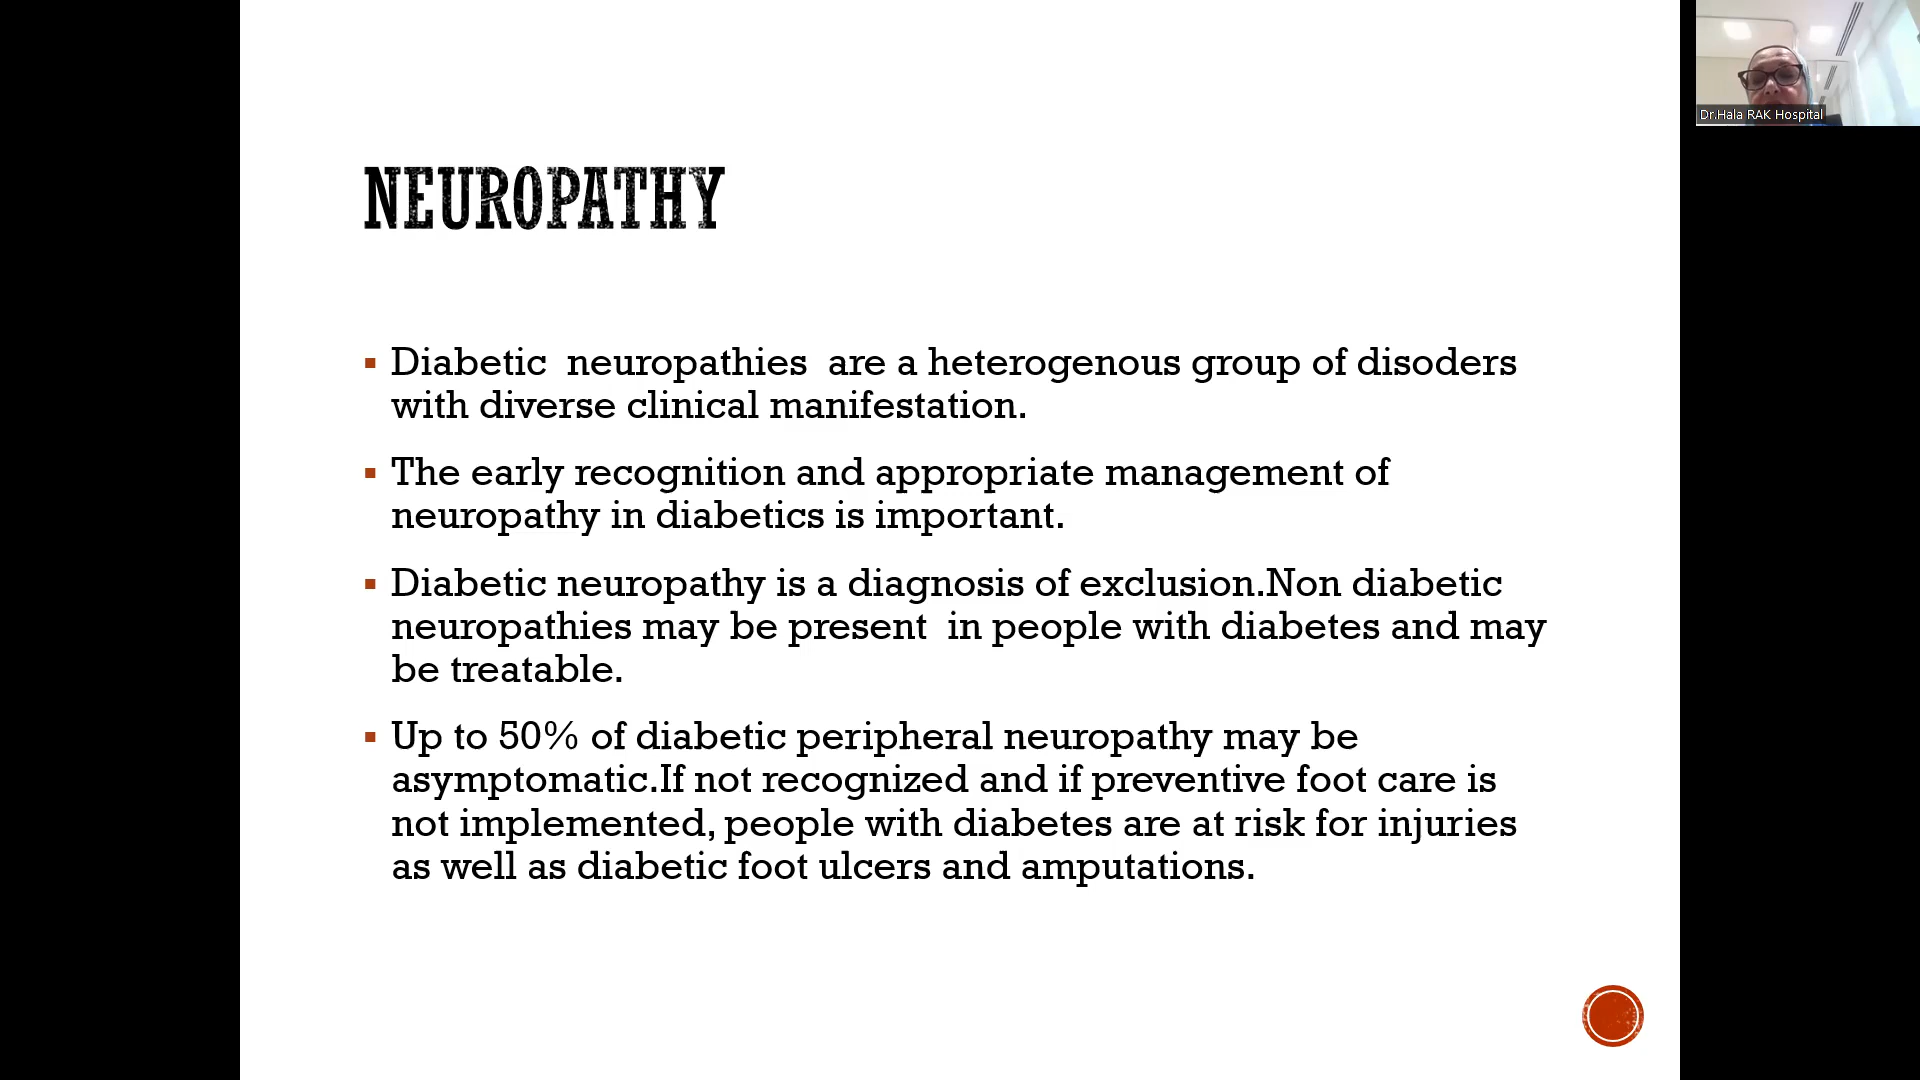 Dr.Hala RAK Hospital
NEUROPATHY
Diabetic neuropathies are a heterogenous group of disoders
with diverse clinical manifestation.
The early recognition and appropriate management of
neuropathy in diabetics is important.
Diabetic neuropathy is a diagnosis of exclusion.Non diabetic
neuropathies may be present in people with diabetes and may
be treatable.
Up to 50% of diabetic peripheral neuropathy may be
asymptomatic.If not recognized and if preventive foot care is
not implemented, people with diabetes are at risk for injuries
as well as diabetic foot ulcers and amputations.